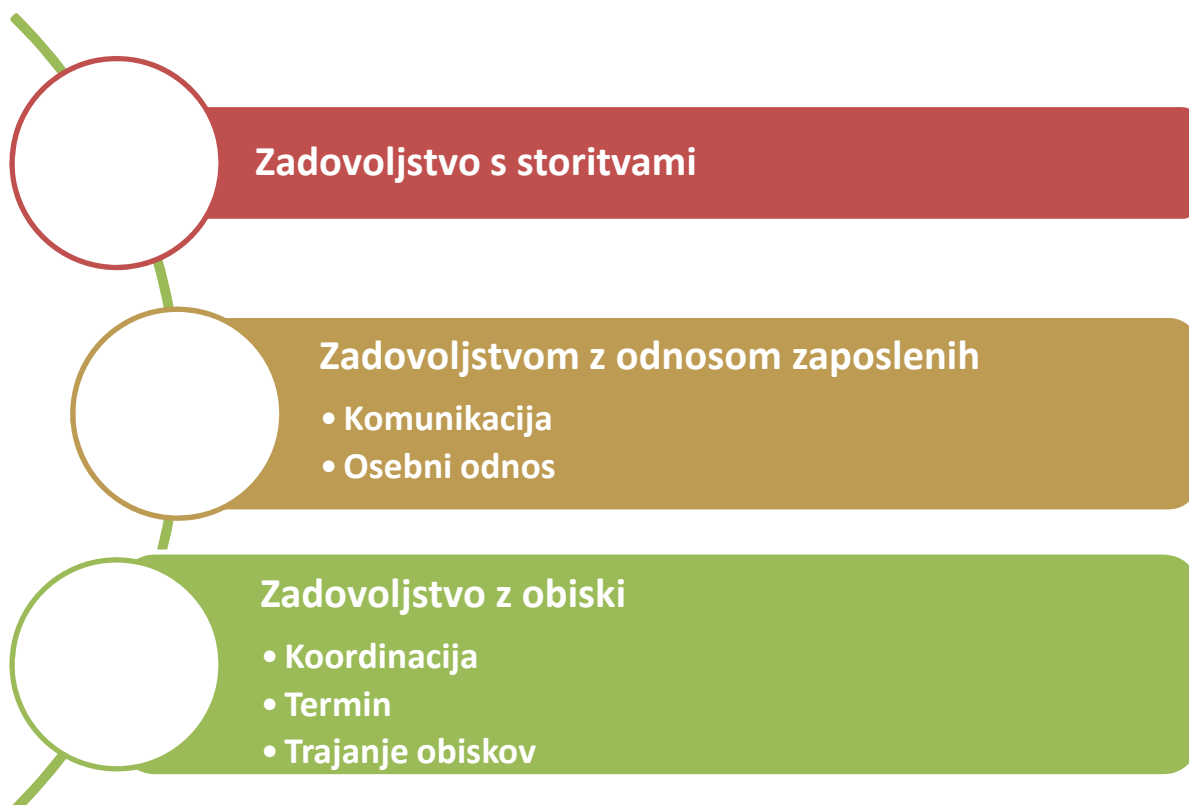 Zadovoljstvo s storitvami
Zadovoljstvom z odnosom zaposlenih
• Komunikacija
• Osebni odnos
Zadovoljstvo z obiski
• Koordinacija
• Termin
• Trajanje obiskov